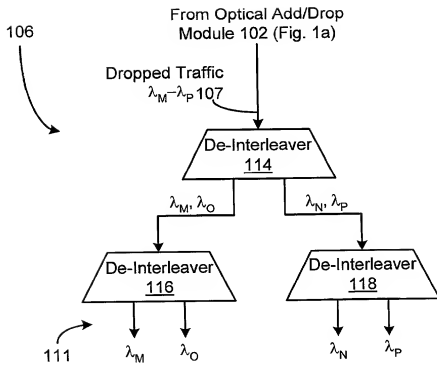 From Optical Add/Drop
Module 102 (Fig. 1a)
106
Dropped Traffic
λM–λP 107
De-Interleaver
114
λM, λO
λN, λP
De-Interleaver
116
De-Interleaver
118
111
λM
λO
λN
λP